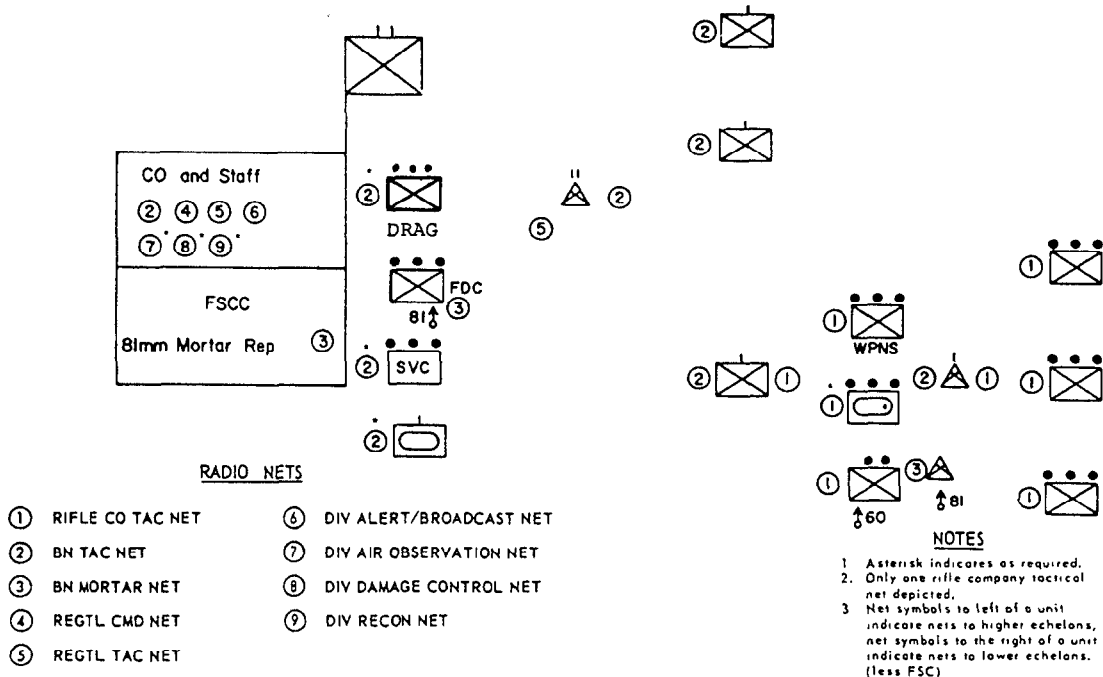 ②
②
CO and Staff
② ④ ⑤ ⑥
⑦* ⑧* ⑨*
FSCC
81mm Mortar Rep ③
* ②
DRAG
FDC
③
81
* ②
SVC
* ②
②
⑤
①
①
WPNS
② ①
② ①
①
* ①
① ③
60
81
①
RADIO NETS
① RIFLE CO TAC NET
② BN TAC NET
③ BN MORTAR NET
④ REGTL CMD NET
⑤ REGTL TAC NET
⑥ DIV ALERT/BROADCAST NET
⑦ DIV AIR OBSERVATION NET
⑧ DIV DAMAGE CONTROL NET
⑨ DIV RECON NET
NOTES
1 Asterisk indicates as required.
2. Only one rifle company tactical
net depicted.
3 Net symbols to left of a unit
indicate nets to higher echelons,
net symbols to the right of a unit
indicate nets to lower echelons.
(less FSC)